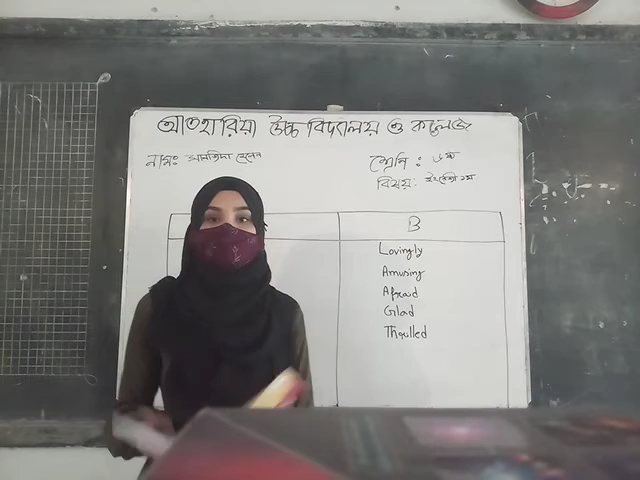 আতহারিয়া উচ্চ বিদ্যালয় ও কলেজ
নামঃ
শ্রেণি : ৬ষ্ঠ
বিষয়: ইংরেজী ১ম
B
Lovingly
Amusing
Afraid
Glad
Thrilled